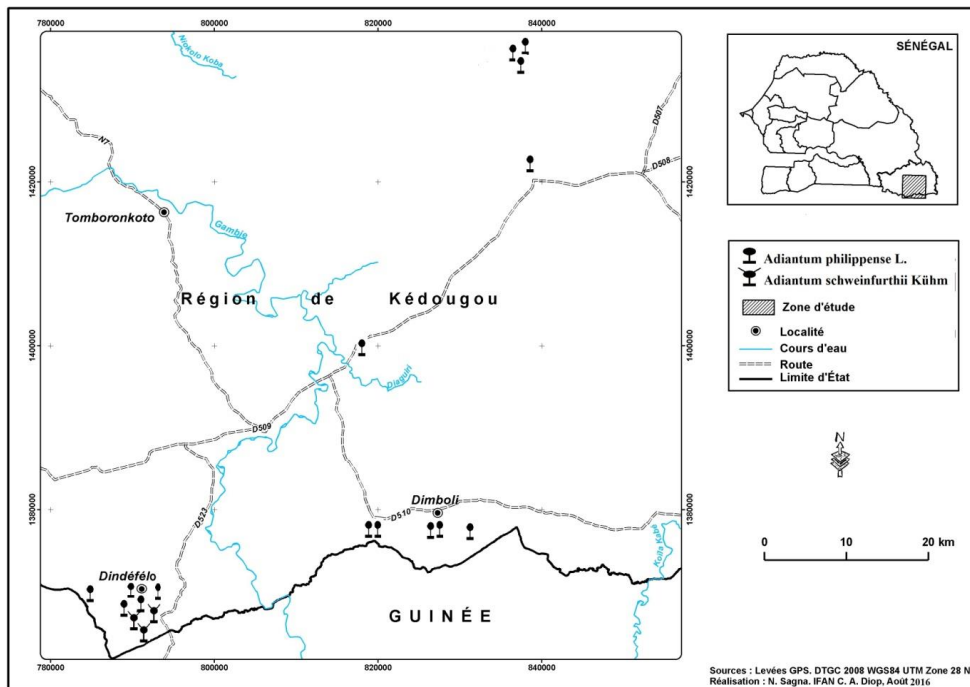 780000 800000 820000 840000
SÉNÉGAL
Niokolo Koba
D507
N7
D508
1420000 1420000
Tomboronkoto
Gambie
Adiantum philippense L.
Adiantum schweinfurthii Kühm
Région de Kédougou
Zone d'étude
Localité
1400000 1400000
Cours d'eau
Diaguiri
Route
Limite d'État
D509
N
Dimboli
1380000 1380000
D510
D523
0 10 20 km
Koila Kabé
Dindéfélo
GUINÉE
780000 800000 820000 840000
Sources : Levées GPS. DTGC 2008 WGS84 UTM Zone 28 N
Réalisation : N. Sagna. IFAN C. A. Diop, Août 2016